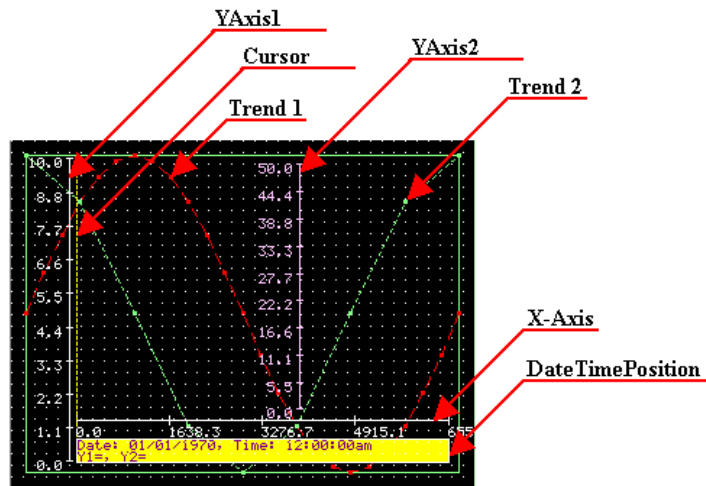 YAxis1
Cursor
YAxis2
Trend 1
Trend 2
10.0
50.0
8.8
44.4
7.7
38.8
33.3
6.6
27.7
5.5
22.2
4.4
16.6
X-Axis
3.3
11.1
DateTimePosition
2.2
5.5
0.0
1.1
0.0 1638.3 3276.7 4915.1 655
Date: 01/01/1970, Time: 12:00:00am
Y1=, Y2=
0.0